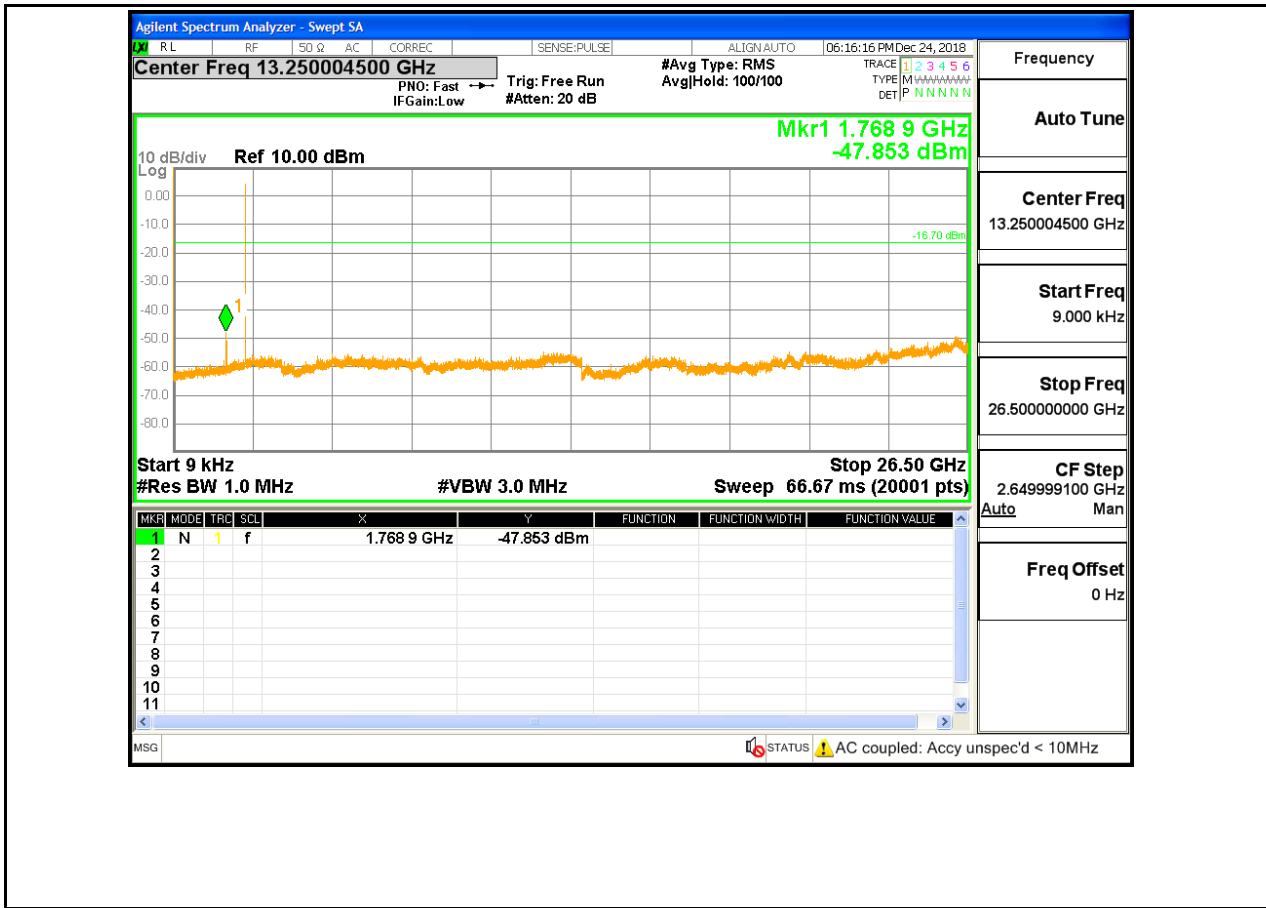 Agilent Spectrum Analyzer - Swept SA
LXI RL RF 50 Ω AC CORREC SENSE:PULSE ALIGN AUTO 06:16:16 PM Dec 24, 2018
Center Freq 13.250004500 GHz
PNO: Fast
IFGain:Low
Trig: Free Run
#Atten: 20 dB
#Avg Type: RMS
Avg|Hold: 100/100
TRACE 1 2 3 4 5 6
TYPE M
DET P N N N N N
Mkr1 1.768 9 GHz
-47.853 dBm
10 dB/div Ref 10.00 dBm
Log
0.00
-10.0
-16.70 dBm
-20.0
-30.0
-40.0
1
-50.0
-60.0
-70.0
-80.0
Start 9 kHz Stop 26.50 GHz
#Res BW 1.0 MHz #VBW 3.0 MHz Sweep 66.67 ms (20001 pts)
MKR MODE TRC SCL X Y FUNCTION FUNCTION WIDTH FUNCTION VALUE
1 N 1 f 1.768 9 GHz -47.853 dBm
2
3
4
5
6
7
8
9
10
11
MSG STATUS AC coupled: Accy unspec'd < 10MHz
Frequency
Auto Tune
Center Freq
13.250004500 GHz
Start Freq
9.000 kHz
Stop Freq
26.500000000 GHz
CF Step
2.649999100 GHz
Auto Man
Freq Offset
0 Hz